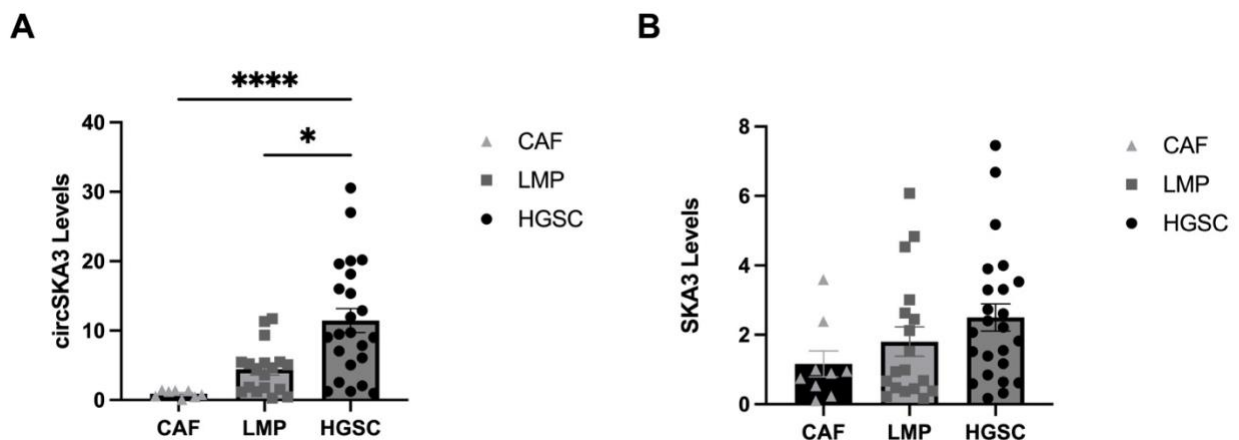 A
B
****
*
40
30
20
10
0
circSKA3 Levels
CAF
LMP
HGSC
CAF
LMP
HGSC
8
6
4
2
0
SKA3 Levels
CAF
LMP
HGSC
CAF
LMP
HGSC